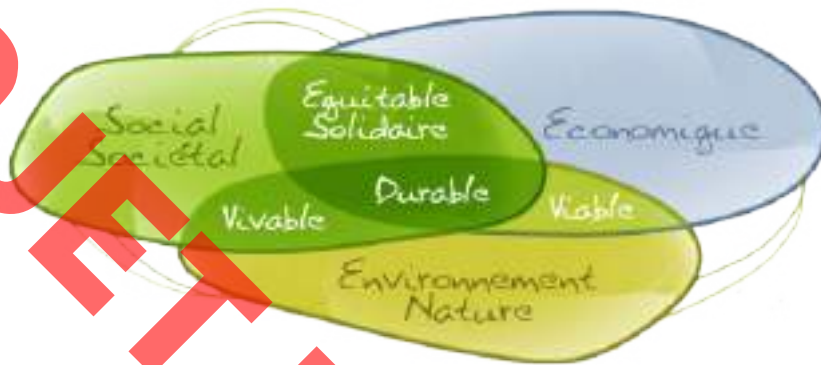 Equitable
Solidaire
Social
Sociétal
Economique
Durable
Vivable
Viable
Environnement
Nature